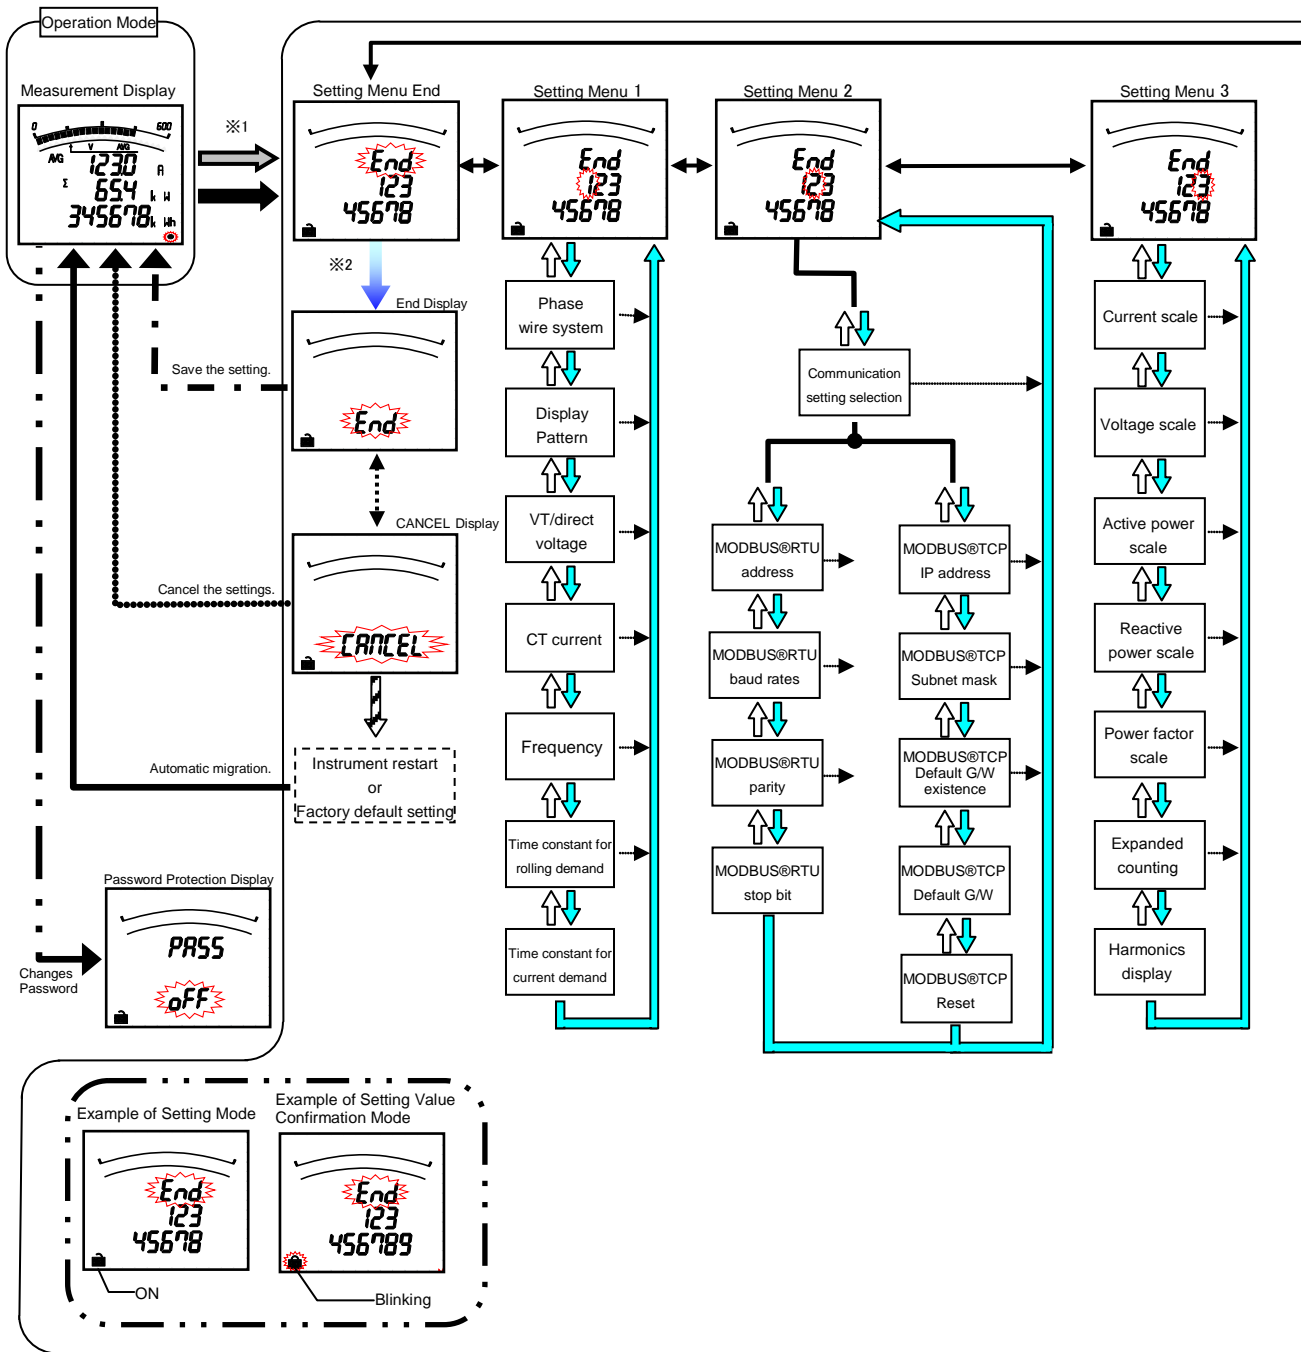 Operation Mode
Measurement Display
0
600
V
AVG
AVG
123.0
A
Σ
65.4
k W
345678
k Wh
※1
Setting Menu End
End
123
45678
※2
End Display
End
Save the setting.
CANCEL Display
CANCEL
Cancel the settings.
Instrument restart
or
Factory default setting
Automatic migration.
Password Protection Display
PASS
oFF
Changes
Password
Setting Menu 1
End
123
45678
Phase
wire system
Display
Pattern
VT/direct
voltage
CT current
Frequency
Time constant for
rolling demand
Time constant for
current demand
Setting Menu 2
End
123
45678
Communication
setting selection
MODBUS®RTU
address
MODBUS®RTU
baud rates
MODBUS®RTU
parity
MODBUS®RTU
stop bit
MODBUS®TCP
IP address
MODBUS®TCP
Subnet mask
MODBUS®TCP
Default G/W
existence
MODBUS®TCP
Default G/W
MODBUS®TCP
Reset
Setting Menu 3
End
123
45678
Current scale
Voltage scale
Active power
scale
Reactive
power scale
Power factor
scale
Expanded
counting
Harmonics
display
Example of Setting Mode
End
123
45678
ON
Example of Setting Value
Confirmation Mode
End
123
456789
Blinking